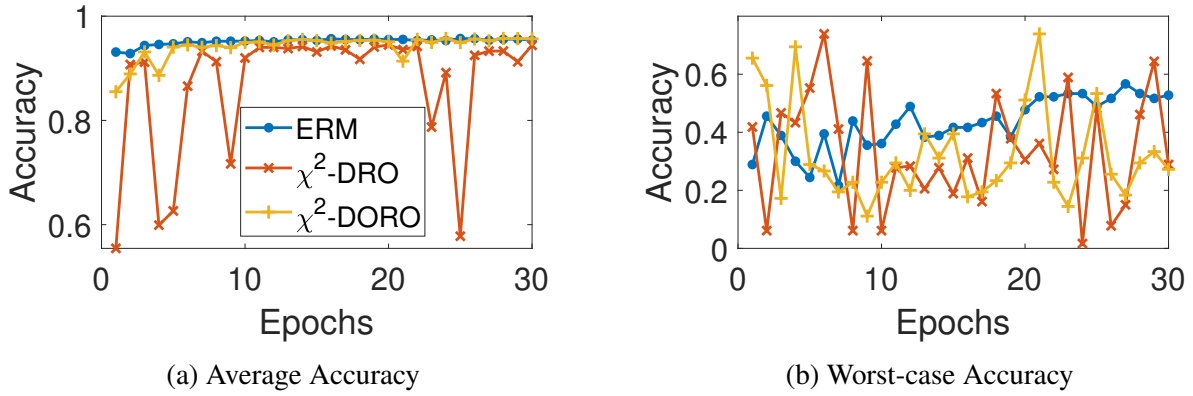 1
0.8
0.6
Accuracy
0
10
20
30
Epochs
ERM
χ²-DRO
χ²-DORO
(a) Average Accuracy
0.6
0.4
0.2
0
Accuracy
0
10
20
30
Epochs
(b) Worst-case Accuracy